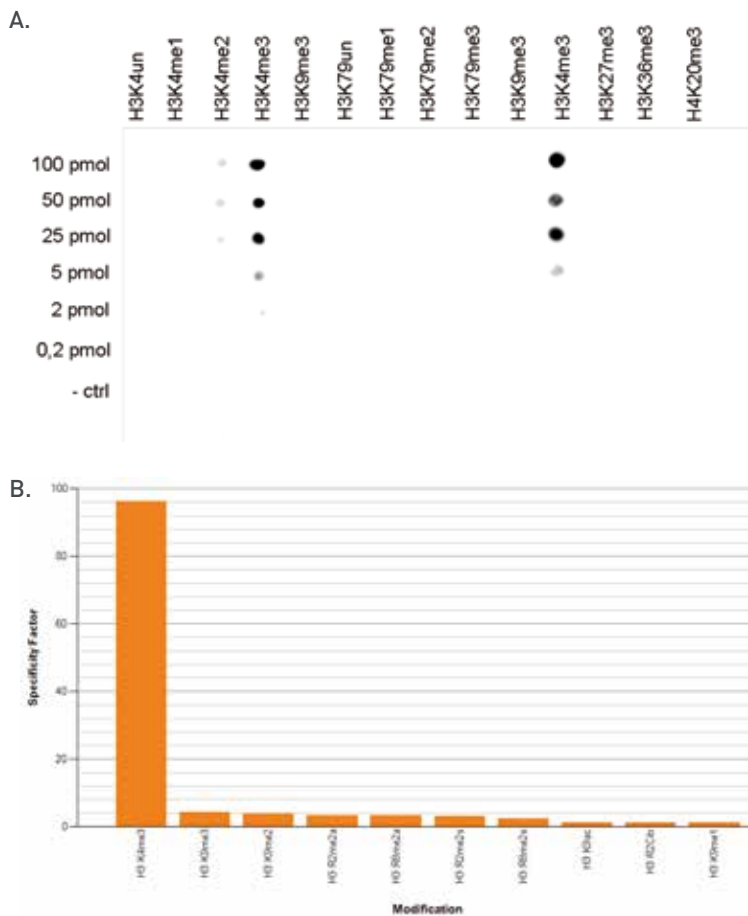 A.
H3K4un
H3K4me1
H3K4me2
H3K4me3
H3K9me3
H3K79un
H3K79me1
H3K79me2
H3K79me3
H3K9me3
H3K4me3
H3K27me3
H3K36me3
H4K20me3
100 pmol
50 pmol
25 pmol
5 pmol
2 pmol
0,2 pmol
- ctrl
B.
100
80
60
40
20
0
Specificity Factor
H3 K4me3
H3 K9me3
H3 K9me2
H3 R2me2a
H3 R8me2a
H3 R2me2s
H3 R8me2s
H3 K9ac
H3 R2Citr
H3 K9me1
Modification